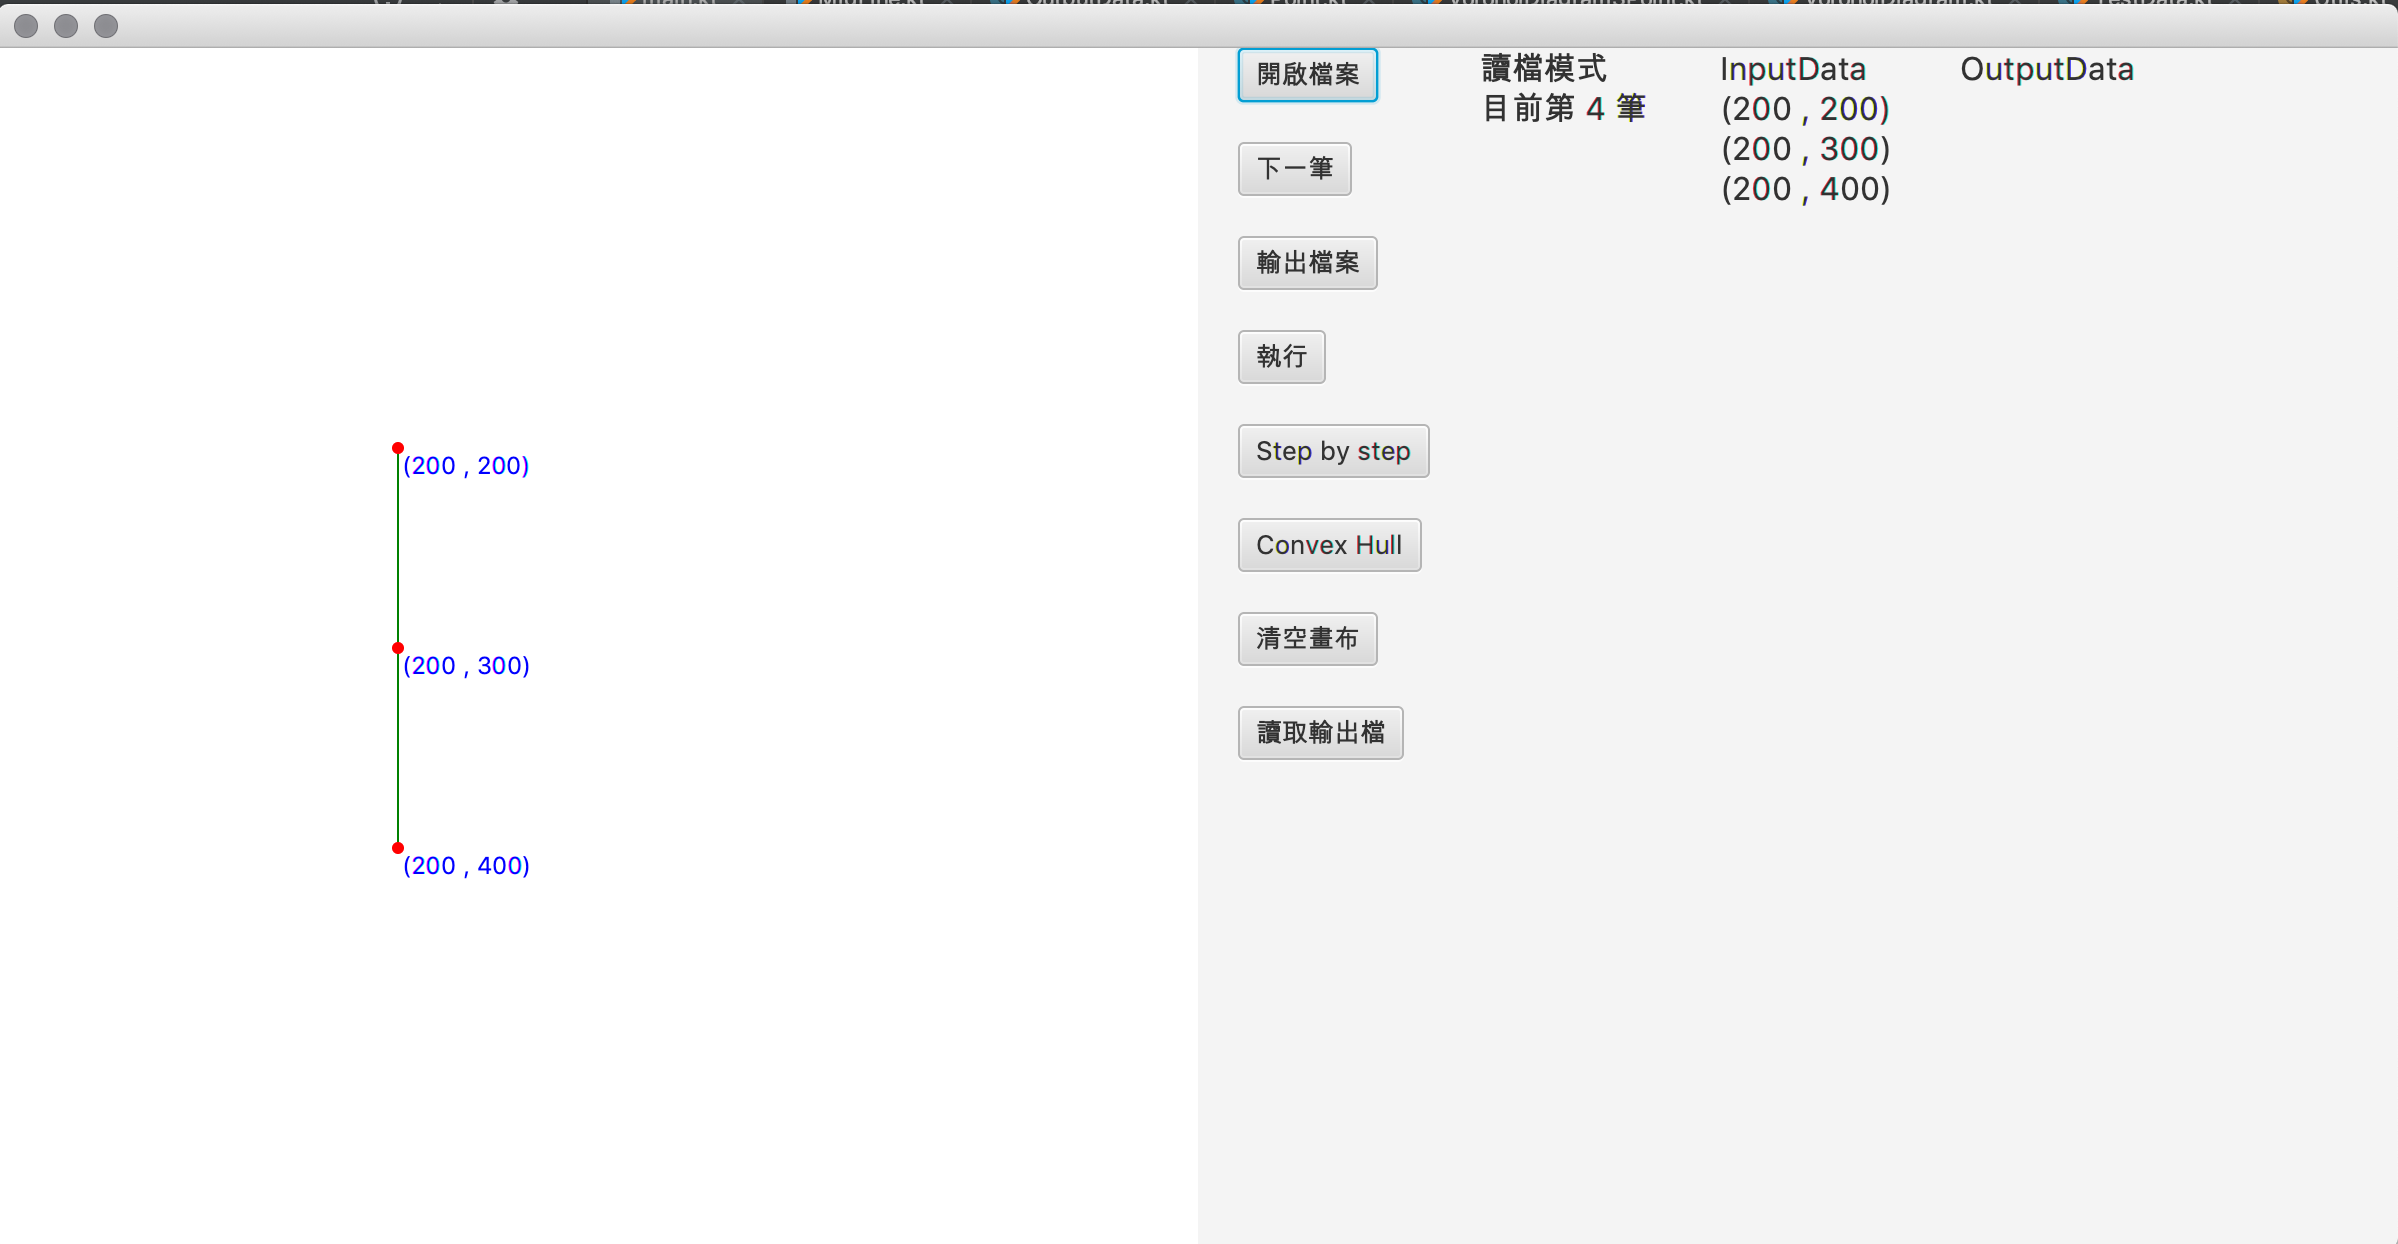 開啟檔案
下一筆
輸出檔案
執行
Step by step
Convex Hull
清空畫布
讀取輸出檔
讀檔模式
目前第 4 筆
InputData
(200 , 200)
(200 , 300)
(200 , 400)
OutputData
(200 , 200)
(200 , 300)
(200 , 400)